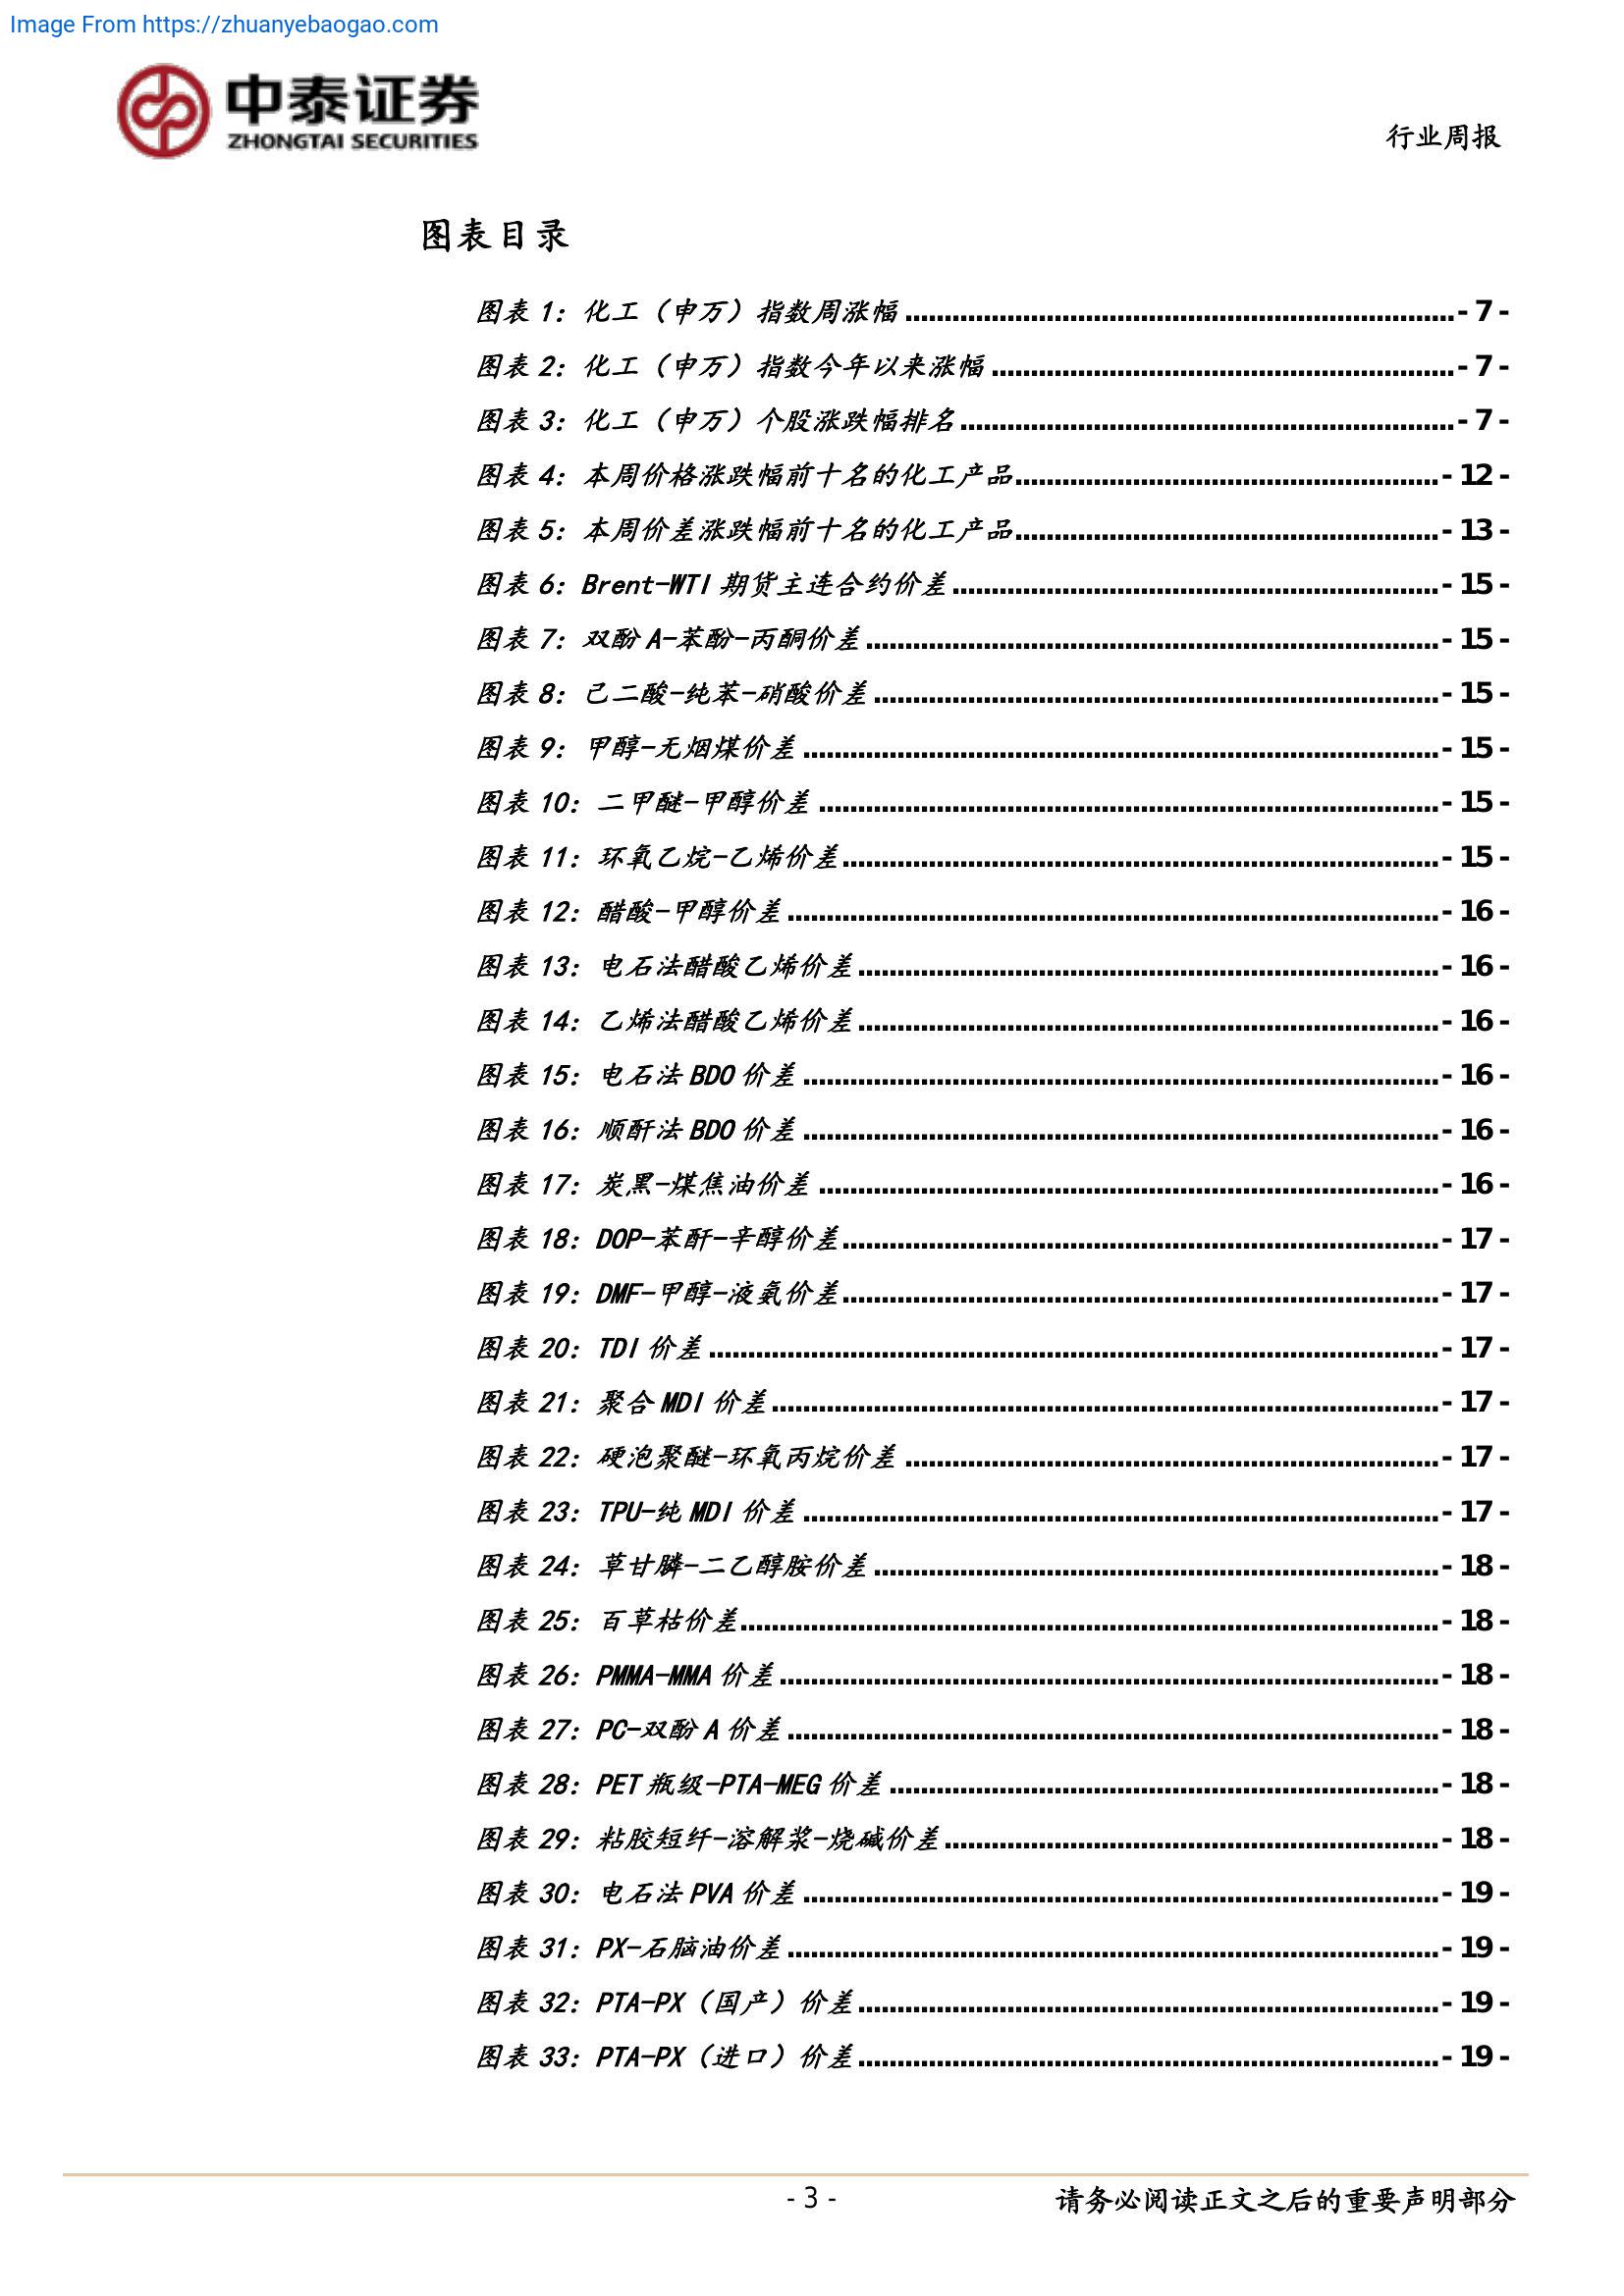 Image From https://zhuanyebaogao.com
中泰证券
ZHONGTAI SECURITIES
行业周报
图表目录
图表 1：化工（申万）指数周涨幅 - 7 -
图表 2：化工（申万）指数今年以来涨幅 - 7 -
图表 3：化工（申万）个股涨跌幅排名 - 7 -
图表 4：本周价格涨跌幅前十名的化工产品 - 12 -
图表 5：本周价差涨跌幅前十名的化工产品 - 13 -
图表 6：Brent-WTI 期货主连合约价差 - 15 -
图表 7：双酚 A-苯酚-丙酮价差 - 15 -
图表 8：己二酸-纯苯-硝酸价差 - 15 -
图表 9：甲醇-无烟煤价差 - 15 -
图表 10：二甲醚-甲醇价差 - 15 -
图表 11：环氧乙烷-乙烯价差 - 15 -
图表 12：醋酸-甲醇价差 - 16 -
图表 13：电石法醋酸乙烯价差 - 16 -
图表 14：乙烯法醋酸乙烯价差 - 16 -
图表 15：电石法 BDO 价差 - 16 -
图表 16：顺酐法 BDO 价差 - 16 -
图表 17：炭黑-煤焦油价差 - 16 -
图表 18：DOP-苯酐-辛醇价差 - 17 -
图表 19：DMF-甲醇-液氨价差 - 17 -
图表 20：TDI 价差 - 17 -
图表 21：聚合 MDI 价差 - 17 -
图表 22：硬泡聚醚-环氧丙烷价差 - 17 -
图表 23：TPU-纯 MDI 价差 - 17 -
图表 24：草甘膦-二乙醇胺价差 - 18 -
图表 25：百草枯价差 - 18 -
图表 26：PMMA-MMA 价差 - 18 -
图表 27：PC-双酚 A 价差 - 18 -
图表 28：PET 瓶级-PTA-MEG 价差 - 18 -
图表 29：粘胶短纤-溶解浆-烧碱价差 - 18 -
图表 30：电石法 PVA 价差 - 19 -
图表 31：PX-石脑油价差 - 19 -
图表 32：PTA-PX（国产）价差 - 19 -
图表 33：PTA-PX（进口）价差 - 19 -
- 3 -
请务必阅读正文之后的重要声明部分